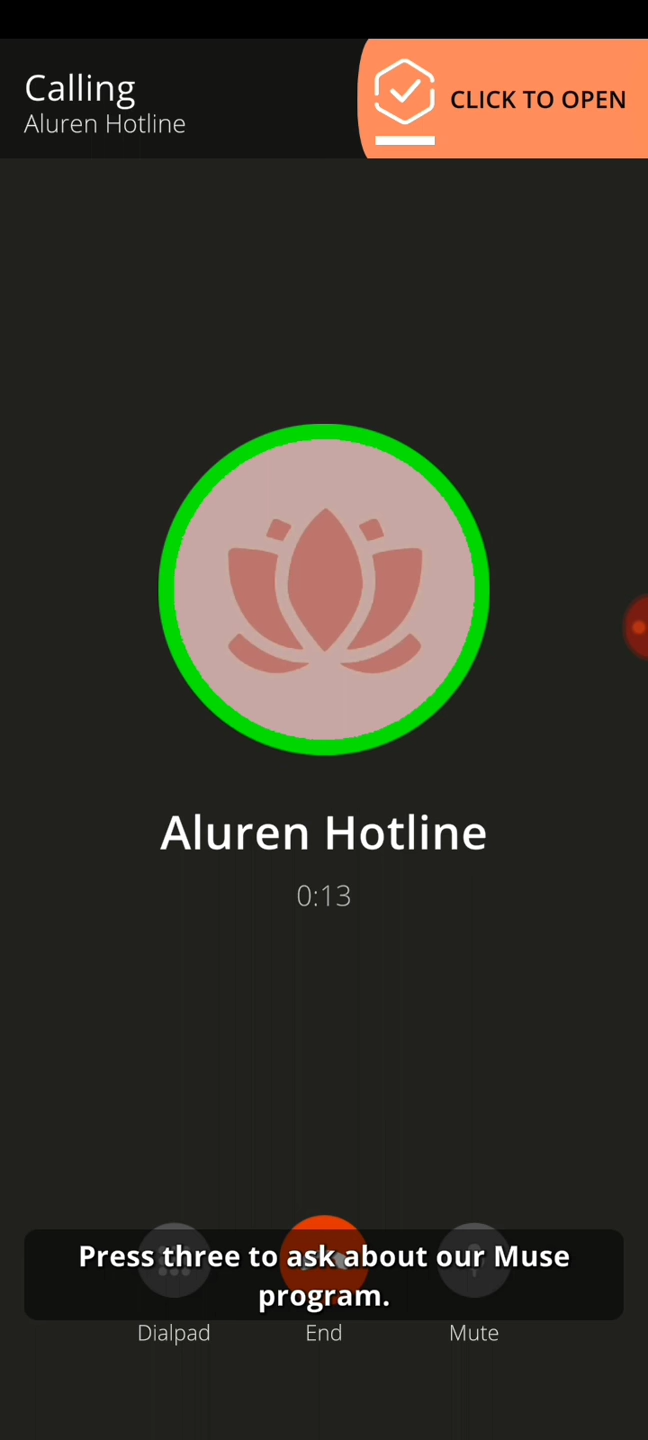 Calling
Aluren Hotline
CLICK TO OPEN
Aluren Hotline
0:13
Press three to ask about our Muse
program.
Dialpad
End
Mute